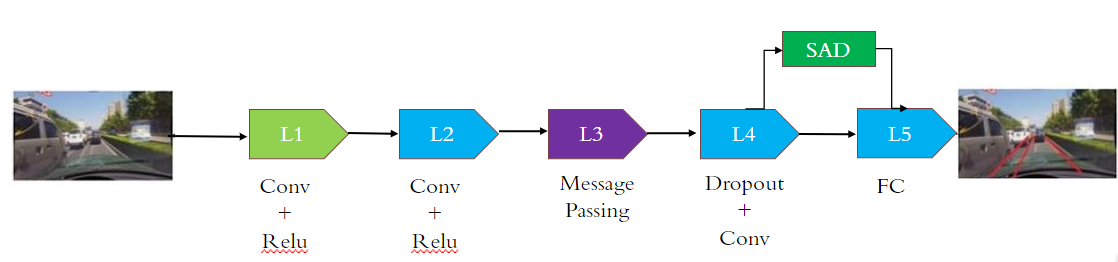 SAD
L1
L2
L3
L4
L5
Conv
+
Relu
Conv
+
Relu
Message
Passing
Dropout
+
Conv
FC